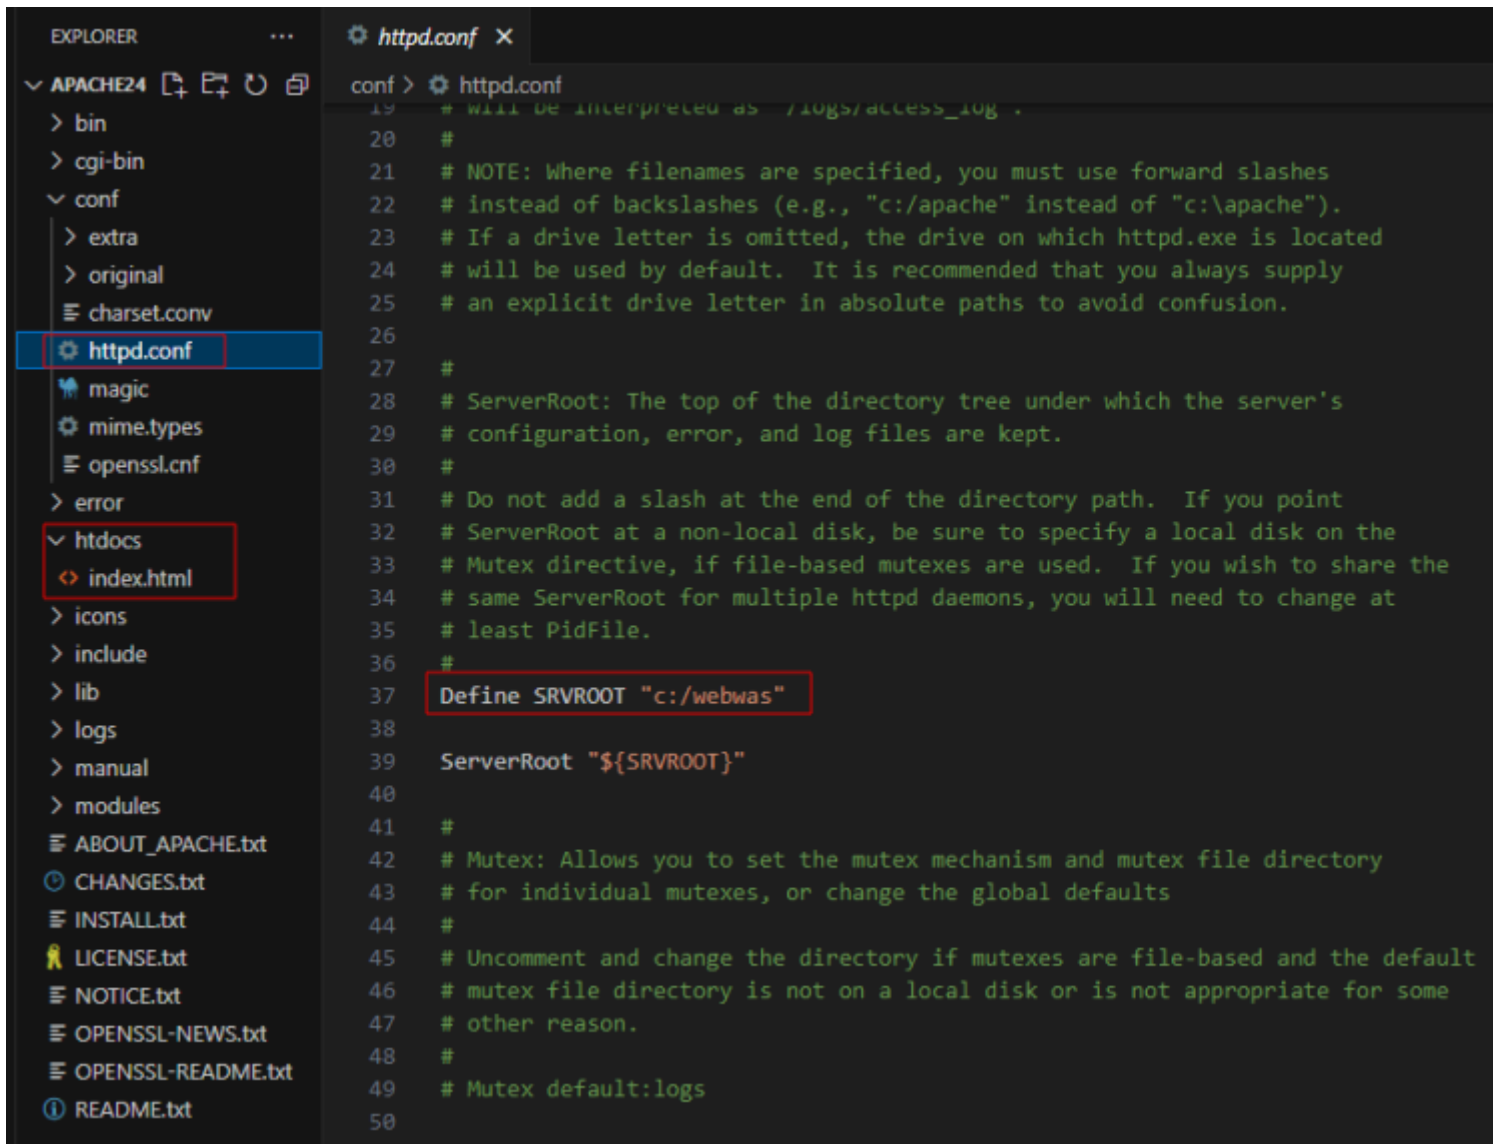 EXPLORER
APACHE24
bin
cgi-bin
conf
extra
original
charset.conv
httpd.conf
magic
mime.types
openssl.cnf
error
htdocs
index.html
icons
include
lib
logs
manual
modules
ABOUT_APACHE.txt
CHANGES.txt
INSTALL.txt
LICENSE.txt
NOTICE.txt
OPENSSL-NEWS.txt
OPENSSL-README.txt
README.txt
httpd.conf
conf > httpd.conf
19 # will be interpreted as '/logs/access_log'.
20 #
21 # NOTE: Where filenames are specified, you must use forward slashes
22 # instead of backslashes (e.g., "c:/apache" instead of "c:\apache").
23 # If a drive letter is omitted, the drive on which httpd.exe is located
24 # will be used by default.  It is recommended that you always supply
25 # an explicit drive letter in absolute paths to avoid confusion.
26
27 #
28 # ServerRoot: The top of the directory tree under which the server's
29 # configuration, error, and log files are kept.
30 #
31 # Do not add a slash at the end of the directory path.  If you point
32 # ServerRoot at a non-local disk, be sure to specify a local disk on the
33 # Mutex directive, if file-based mutexes are used.  If you wish to share the
34 # same ServerRoot for multiple httpd daemons, you will need to change at
35 # least PidFile.
36 #
37 Define SRVROOT "c:/webwas"
38
39 ServerRoot "${SRVROOT}"
40
41 #
42 # Mutex: Allows you to set the mutex mechanism and mutex file directory
43 # for individual mutexes, or change the global defaults
44 #
45 # Uncomment and change the directory if mutexes are file-based and the default
46 # mutex file directory is not on a local disk or is not appropriate for some
47 # other reason.
48 #
49 # Mutex default:logs
50